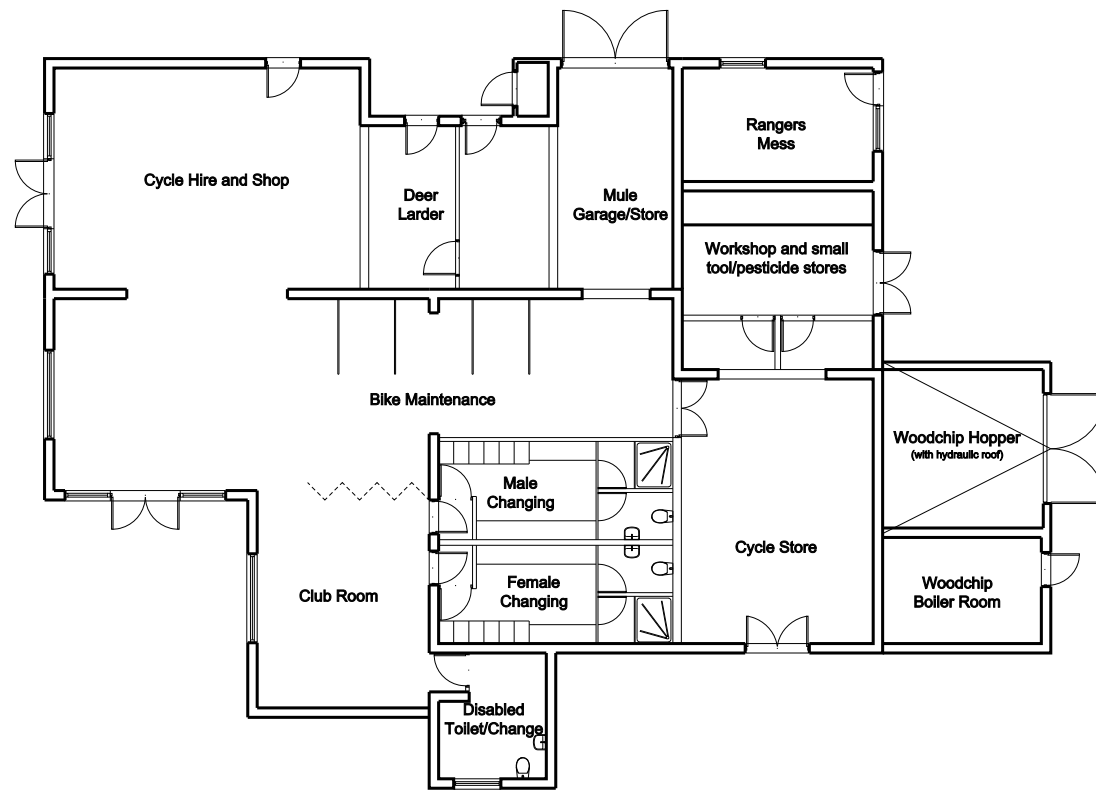 Rangers
Mess
Cycle Hire and Shop
Deer
Larder
Mule
Garage/Store
Workshop and small
tool/pesticide stores
Bike Maintenance
Woodchip Hopper
(with hydraulic roof)
Male
Changing
Cycle Store
Female
Changing
Club Room
Woodchip
Boiler Room
Disabled
Toilet/Change